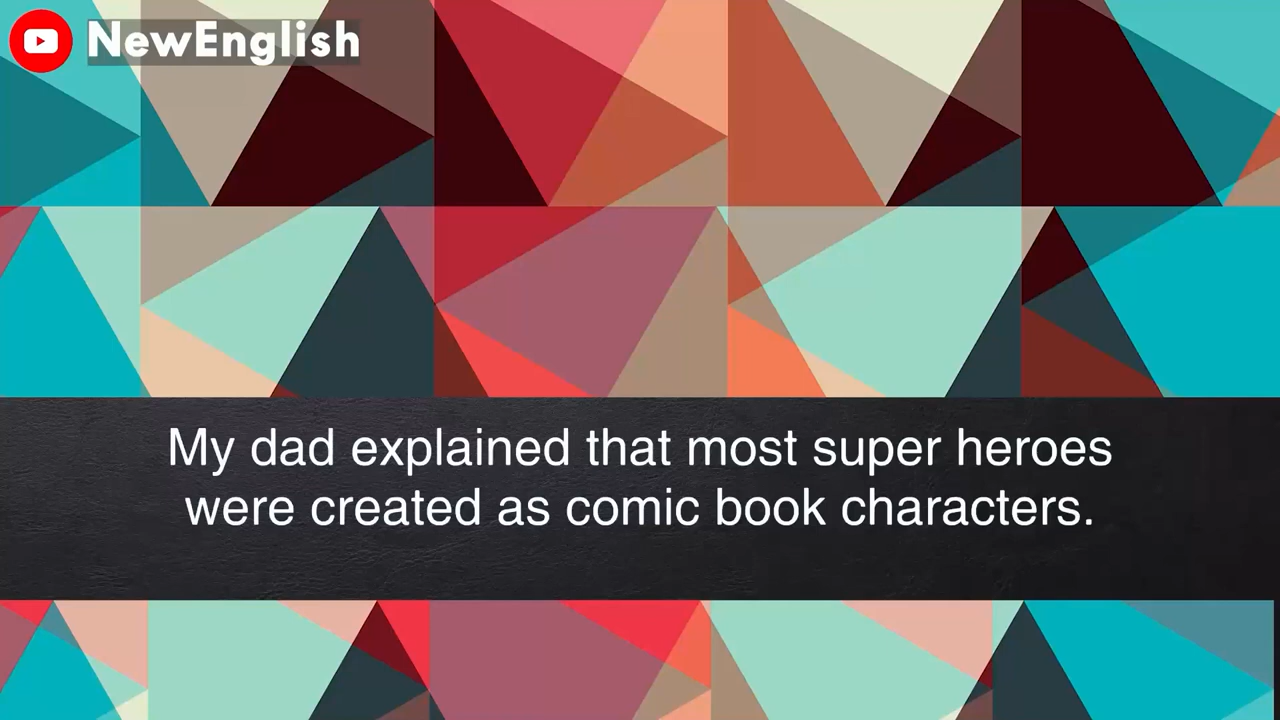 NewEnglish
My dad explained that most super heroes
were created as comic book characters.